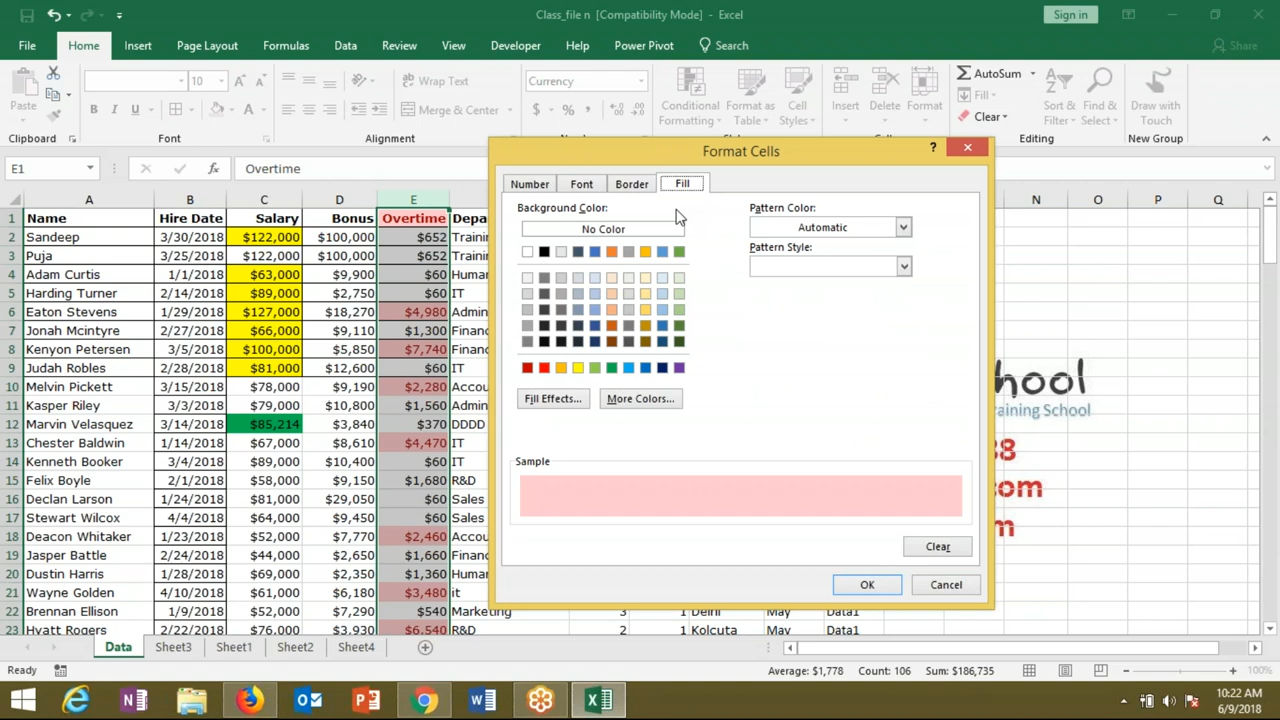 Class_file n [Compatibility Mode] - Excel
Sign in
File Home Insert Page Layout Formulas Data Review View Developer Help Power Pivot Search Share
Paste
10
Wrap Text
Merge & Center
Currency
Conditional Formatting
Format as Table
Cell Styles
Insert
Delete
Format
AutoSum
Fill
Clear
Sort & Filter
Find & Select
Draw with Touch
Clipboard Font Alignment Editing New Group
E1 Overtime
A B C D E N O P Q
1 Name Hire Date Salary Bonus Overtime
2 Sandeep 3/30/2018 $122,000 $100,000 $652
3 Puja 3/25/2018 $122,000 $100,000 $652
4 Adam Curtis 1/1/2018 $63,000 $9,900 $60
5 Harding Turner 2/14/2018 $89,000 $2,750 $60 IT
6 Eaton Stevens 1/29/2018 $127,000 $18,270 $4,980
7 Jonah Mcintyre 2/27/2018 $66,000 $9,110 $1,300
8 Kenyon Petersen 3/5/2018 $100,000 $5,850 $7,740
9 Judah Robles 2/28/2018 $81,000 $12,600 $60 IT
10 Melvin Pickett 3/15/2018 $78,000 $9,190 $2,280
11 Kasper Riley 3/3/2018 $79,000 $10,800 $1,560
12 Marvin Velasquez 3/14/2018 $85,214 $3,840 $370 DDDD
13 Chester Baldwin 1/14/2018 $67,000 $8,610 $4,470 IT
14 Kenneth Booker 3/4/2018 $89,000 $10,400 $60 IT
15 Felix Boyle 2/1/2018 $58,000 $9,150 $1,680 R&D
16 Declan Larson 1/24/2018 $81,000 $29,050 $60 Sales
17 Stewart Wilcox 4/4/2018 $64,000 $9,450 $60 Sales
18 Deacon Whitaker 1/23/2018 $52,000 $7,770 $2,460
19 Jasper Battle 2/24/2018 $44,000 $2,650 $1,660
20 Dustin Harris 1/28/2018 $69,000 $2,350 $1,360
21 Wayne Golden 4/10/2018 $61,000 $6,180 $3,480 it
22 Brennan Ellison 1/9/2018 $52,000 $7,290 $540 Marketing 3 1 Delhi May Data1
23 Hyatt Rogers 2/22/2018 $76,000 $3,930 $6,540 R&D 2 1 Kolcuta May Data1
Format Cells
Number Font Border Fill
Background Color:
No Color
Pattern Color:
Automatic
Pattern Style:
Fill Effects... More Colors...
Sample
Clear
OK Cancel
hool
raining School
38
com
m
Data Sheet3 Sheet1 Sheet2 Sheet4
Ready Average: $1,778 Count: 106 Sum: $186,735 100%
10:22 AM
6/9/2018